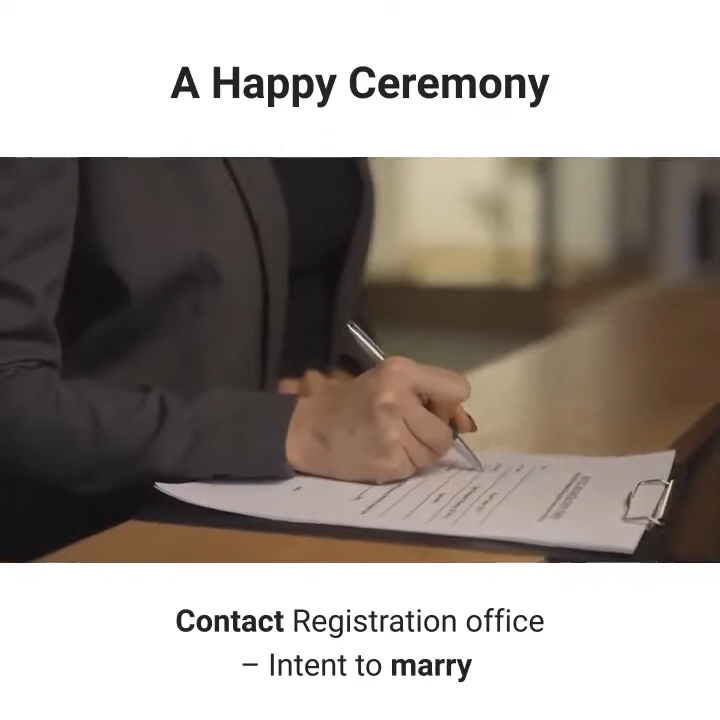 A Happy Ceremony
Contact Registration office
– Intent to marry